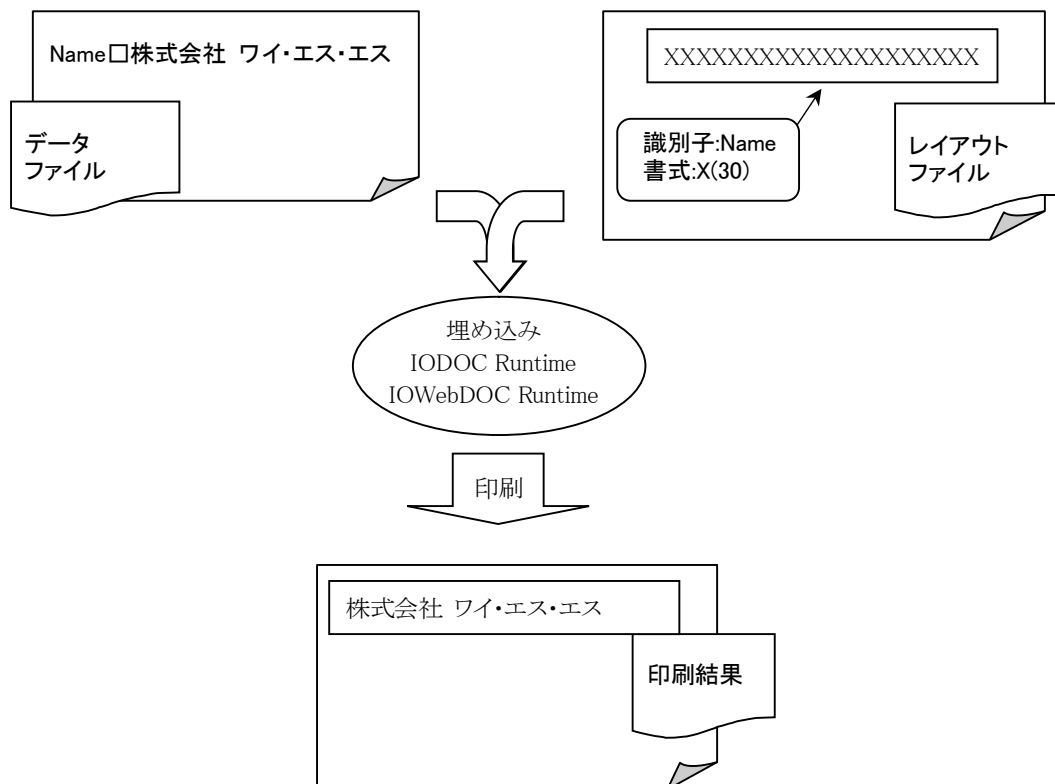 Name□株式会社 ワイ・エス・エス
データ
ファイル
XXXXXXXXXXXXXXXXXXXX
識別子:Name
書式:X(30)
レイアウト
ファイル
埋め込み
IODOC Runtime
IOWebDOC Runtime
印刷
株式会社 ワイ・エス・エス
印刷結果